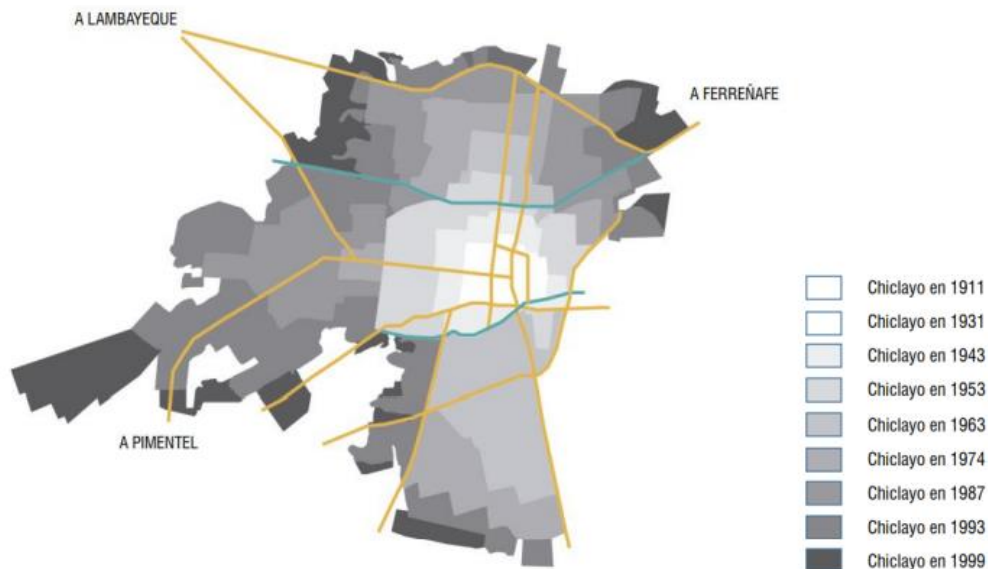 A LAMBAYEQUE
A FERREÑAFE
A PIMENTEL
Chiclayo en 1911
Chiclayo en 1931
Chiclayo en 1943
Chiclayo en 1953
Chiclayo en 1963
Chiclayo en 1974
Chiclayo en 1987
Chiclayo en 1993
Chiclayo en 1999